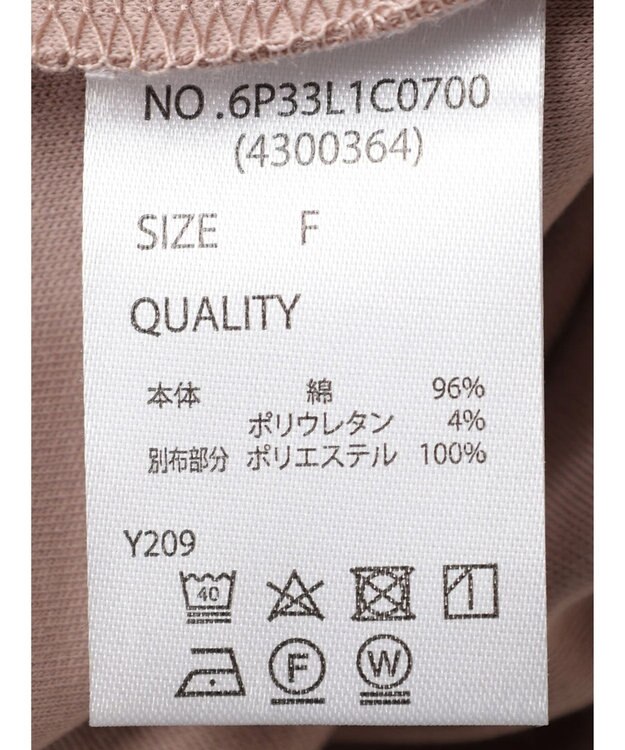 NO.6P33L1C0700
(4300364)
SIZE F
QUALITY
本体 綿 96%
ポリウレタン 4%
別布部分 ポリエステル 100%
Y209
40
F W